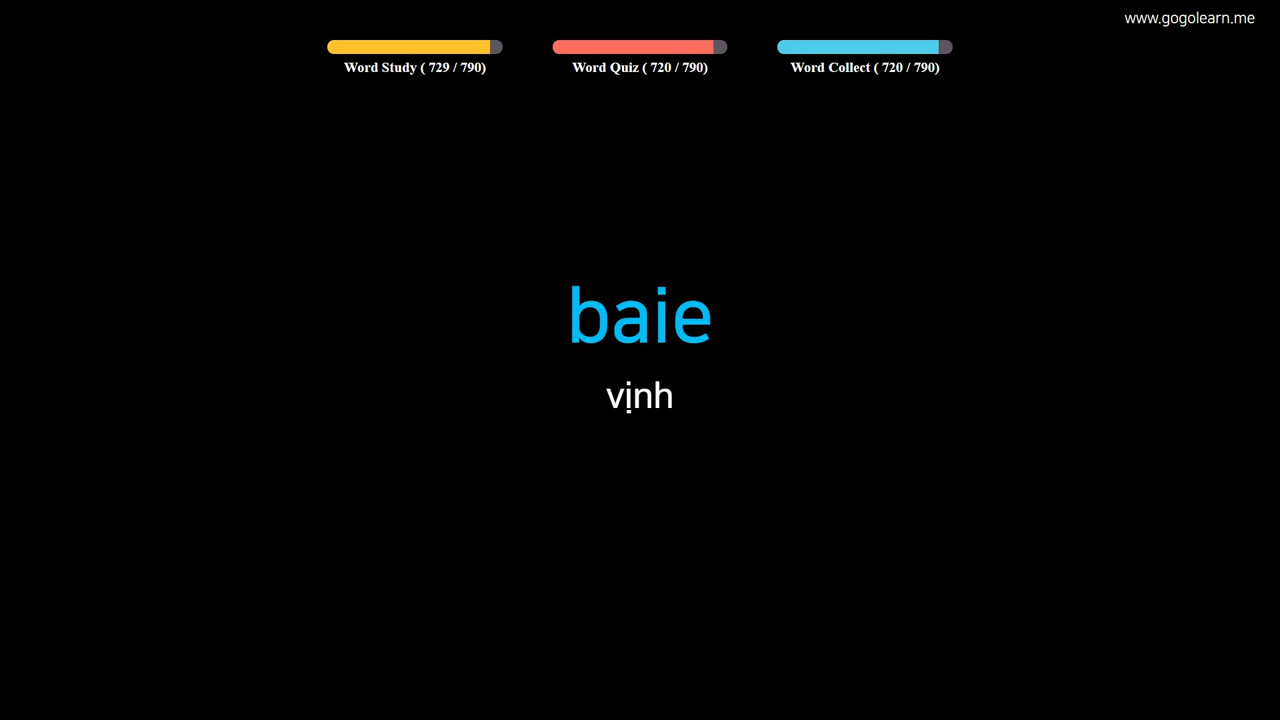 www.gogolearn.me
Word Study ( 729 / 790)
Word Quiz ( 720 / 790)
Word Collect ( 720 / 790)
baie
vịnh